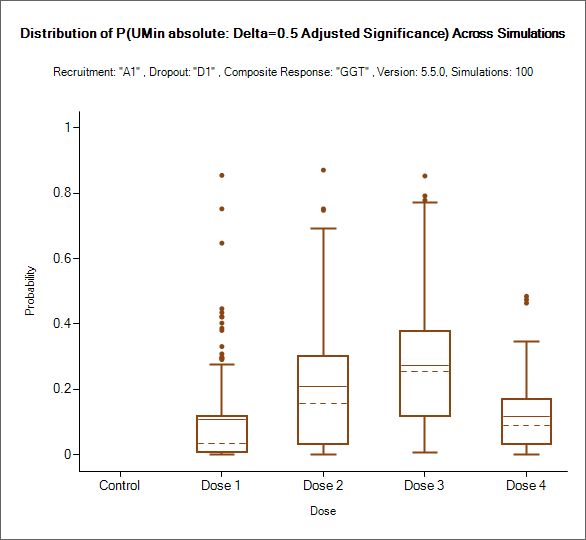 Distribution of P(UMin absolute: Delta=0.5 Adjusted Significance) Across Simulations
Recruitment: "A1" , Dropout: "D1" , Composite Response: "GGT" , Version: 5.5.0, Simulations: 100
1
0.8
0.6
0.4
0.2
0
Probability
Control
Dose 1
Dose 2
Dose 3
Dose 4
Dose